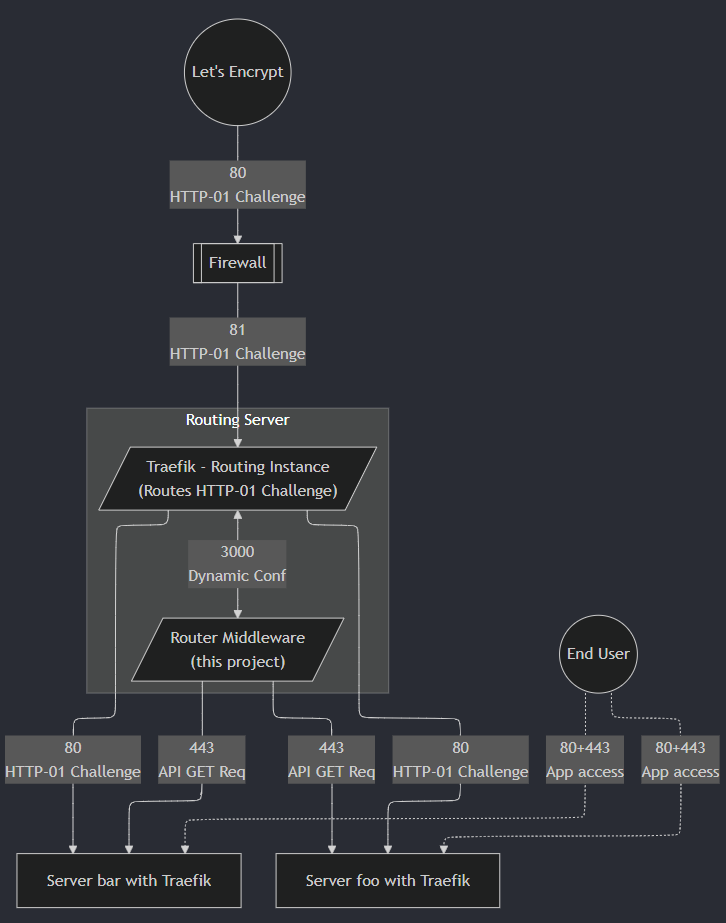 Let's Encrypt
80
HTTP-01 Challenge
Firewall
81
HTTP-01 Challenge
Routing Server
Traefik - Routing Instance
(Routes HTTP-01 Challenge)
3000
Dynamic Conf
Router Middleware
(this project)
End User
80
HTTP-01 Challenge
443
API GET Req
443
API GET Req
80
HTTP-01 Challenge
80+443
App access
80+443
App access
Server bar with Traefik
Server foo with Traefik